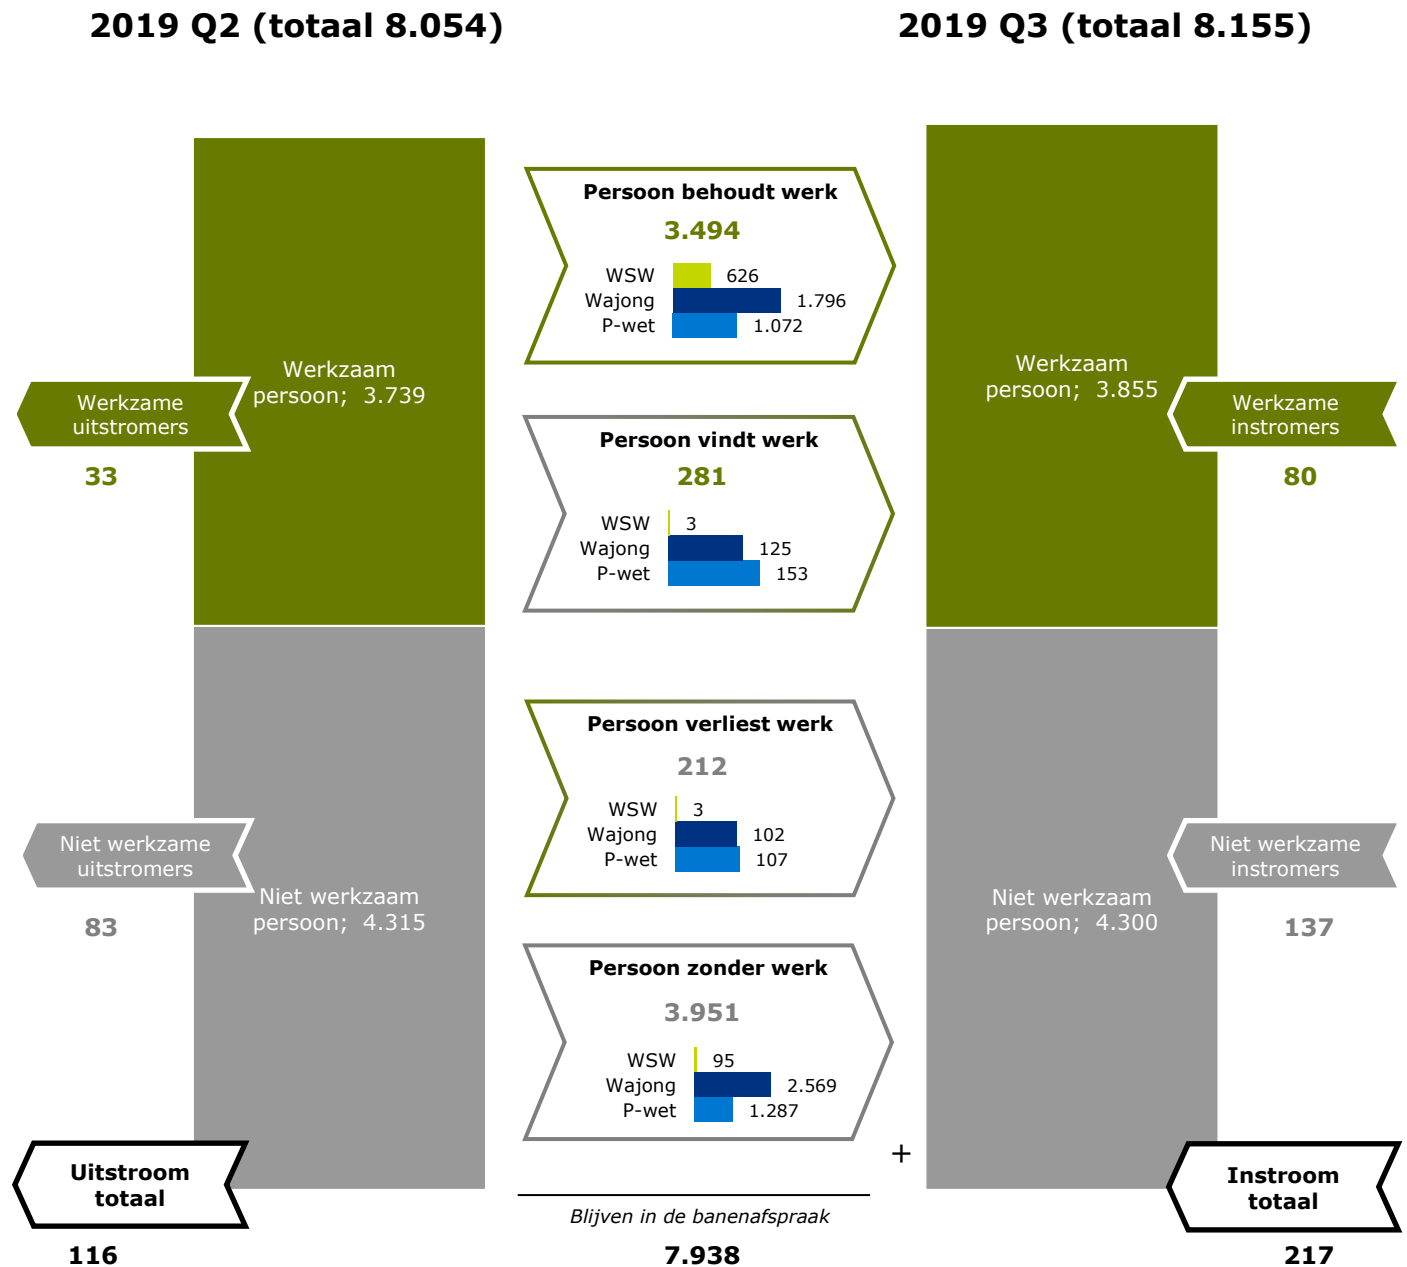 2019 Q2 (totaal 8.054)
2019 Q3 (totaal 8.155)
Werkzaam
persoon;  3.739
Werkzame
uitstromers
33
Niet werkzame
uitstromers
83
Niet werkzaam
persoon;  4.315
Uitstroom
totaal
116
Persoon behoudt werk
3.494
WSW 626
Wajong 1.796
P-wet 1.072
Persoon vindt werk
281
WSW 3
Wajong 125
P-wet 153
Persoon verliest werk
212
WSW 3
Wajong 102
P-wet 107
Persoon zonder werk
3.951
WSW 95
Wajong 2.569
P-wet 1.287
+
Blijven in de banenafspraak
7.938
Werkzaam
persoon;  3.855
Werkzame
instromers
80
Niet werkzame
instromers
137
Niet werkzaam
persoon;  4.300
Instroom
totaal
217